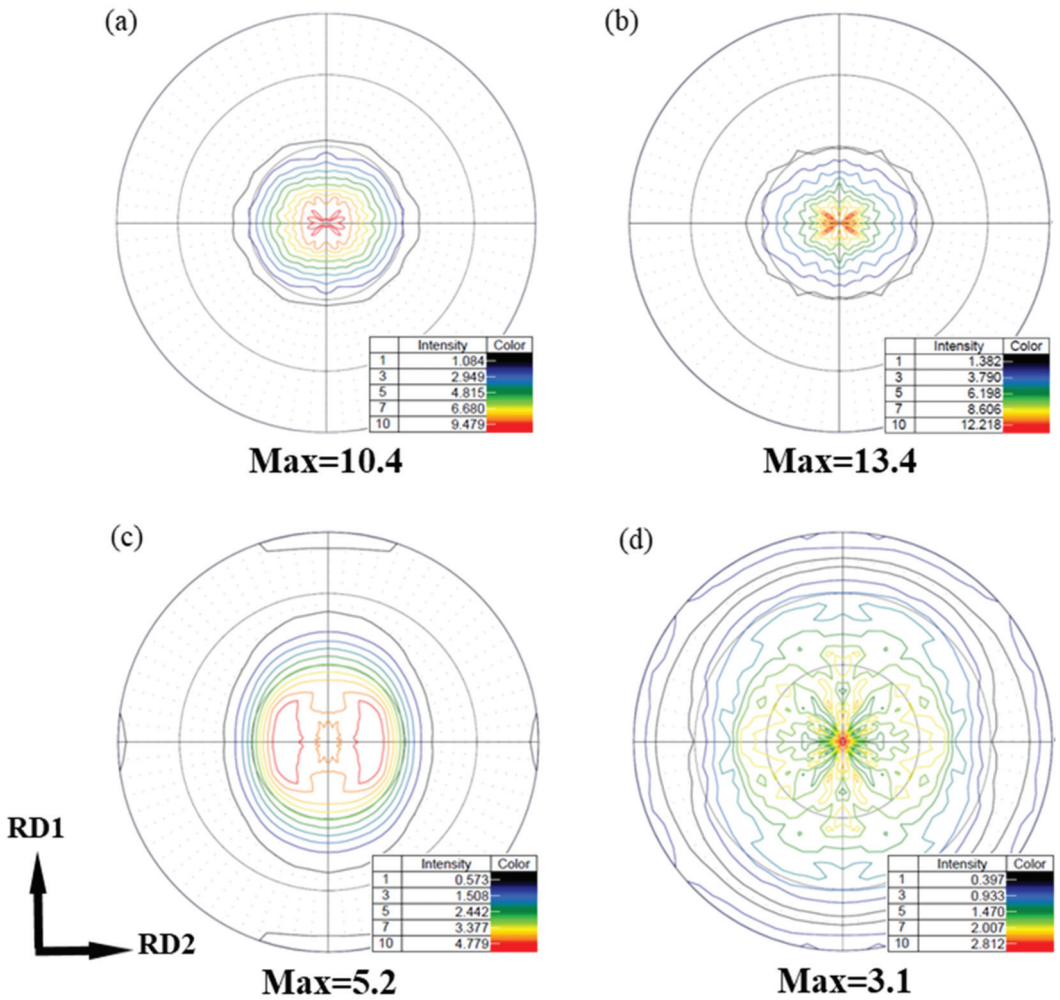 (a)
(b)
Intensity Color
1 1.084
3 2.949
5 4.815
7 6.680
10 9.479
Intensity Color
1 1.382
3 3.790
5 6.198
7 8.606
10 12.218
Max=10.4
Max=13.4
(c)
(d)
RD1
RD2
Intensity Color
1 0.573
3 1.508
5 2.442
7 3.377
10 4.779
Intensity Color
1 0.397
3 0.933
5 1.470
7 2.007
10 2.812
Max=5.2
Max=3.1